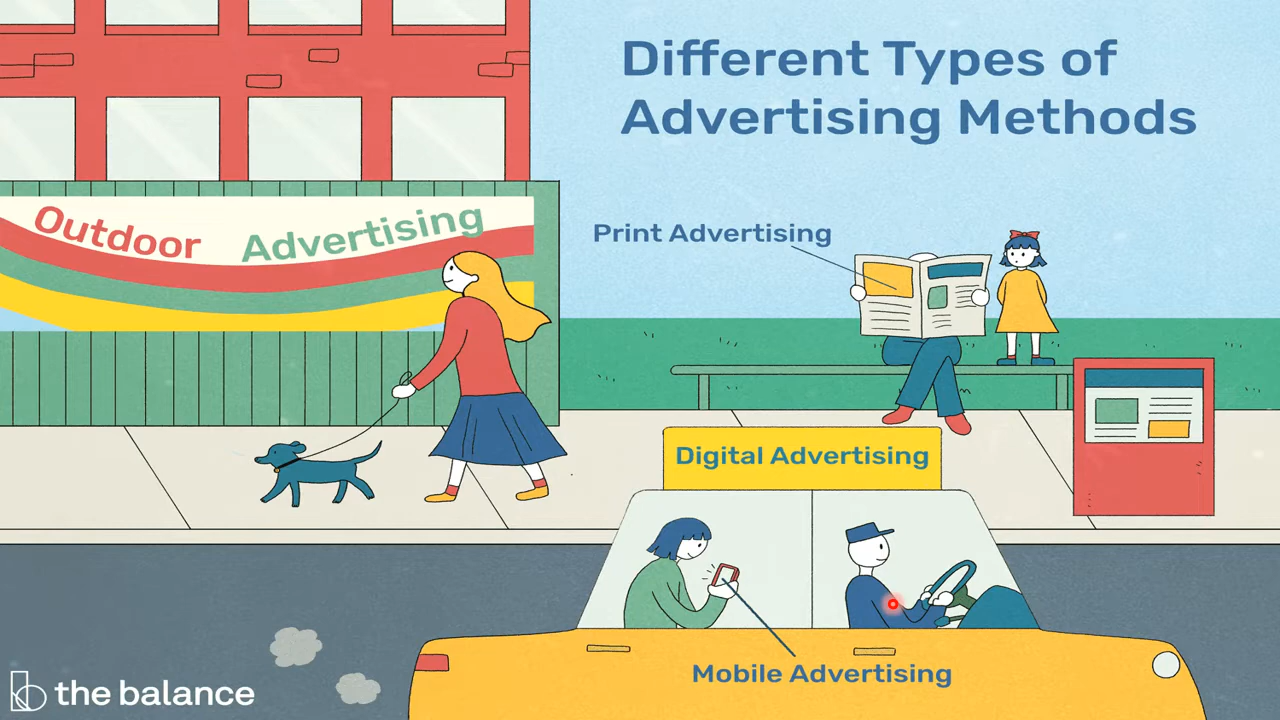 Different Types of
Advertising Methods
Outdoor Advertising
Print Advertising
Digital Advertising
Mobile Advertising
the balance